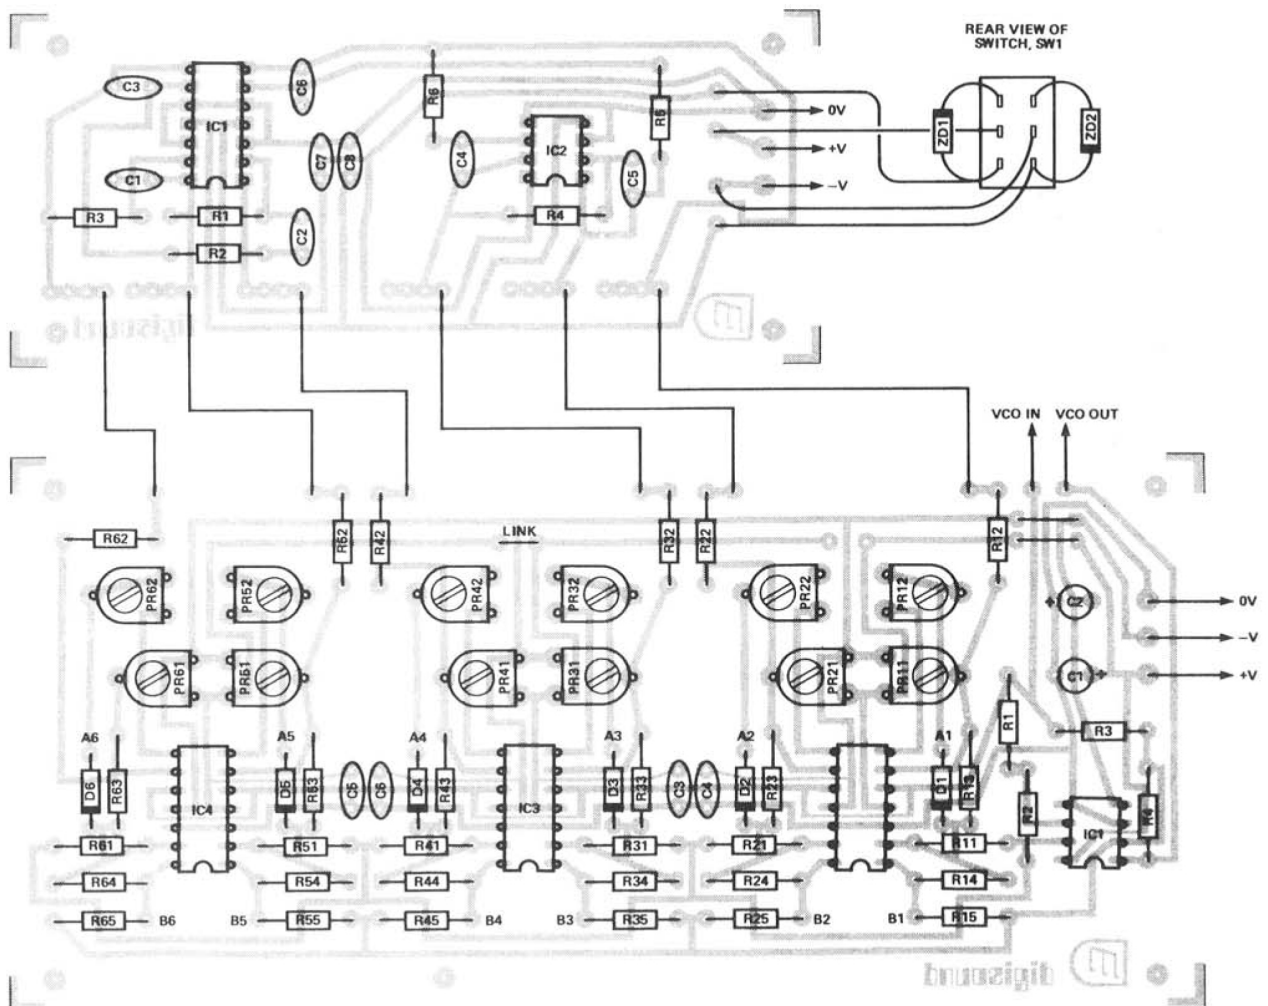 REAR VIEW OF
SWITCH, SW1
C3
IC1
C6
R6
R5
ZD1
ZD2
0V
C7
C8
C4
IC2
C5
+V
C1
−V
R3
R1
R4
R2
C2
digisound
E
VCO IN
VCO OUT
R62
R52
R42
LINK
R32
R22
R12
PR62
PR52
PR42
PR32
PR22
PR12
+
C2
0V
−V
PR61
PR51
PR41
PR31
PR21
PR11
C1
+
+V
R1
R3
A6
A5
A4
A3
A2
A1
D6
R63
D5
R53
C5
C6
D4
R43
D3
R33
C3
C4
D2
R23
D1
R13
R2
R4
IC4
IC3
IC1
R61
R51
R41
R31
R21
R11
R64
R54
R44
R34
R24
R14
R65
B6
B5
R55
R45
B4
B3
R35
R25
B2
B1
R15
digisound
E